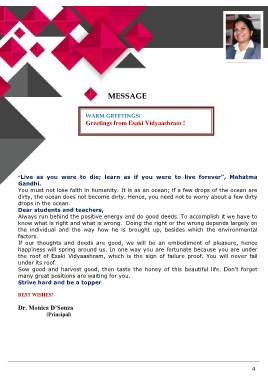 MESSAGE
WARM GREETINGS!
Greetings from Esaki Vidyaashram !
"Live as you were to die; learn as if you were to live forever", Mahatma
Gandhi.
You must not lose faith in humanity. It is as an ocean; if a few drops of the ocean are
dirty, the ocean does not become dirty. Hence, you need not to worry about a few dirty
drops in the ocean.
Dear students and teachers,
Always run behind the positive energy and do good deeds. To accomplish it we have to
know what is right and what is wrong. Doing the right or the wrong depends largely on
the individual and the way how he is brought up, besides which the environmental
factors.
If our thoughts and deeds are good, we will be an embodiment of pleasure, hence
happiness will spring around us. In one way you are fortunate because you are under
the roof of Esaki Vidyaashram, which is the sign of failure proof. You will never fail
under its roof.
Sow good and harvest good, then taste the honey of this beautiful life. Don't forget
many great positions are waiting for you.
Strive hard and be a topper
BEST WISHES!
Dr. Monica D'Souza
(Principal)
4